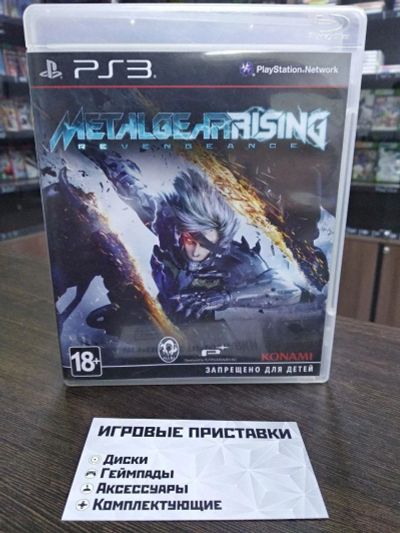 PS3
PlayStation®Network
METAL GEAR RISING
REVENGEANCE
18+
KONAMI
ЗАПРЕЩЕНО ДЛЯ ДЕТЕЙ
ИГРОВЫЕ ПРИСТАВКИ
Диски
Геймпады
Аксессуары
Комплектующие